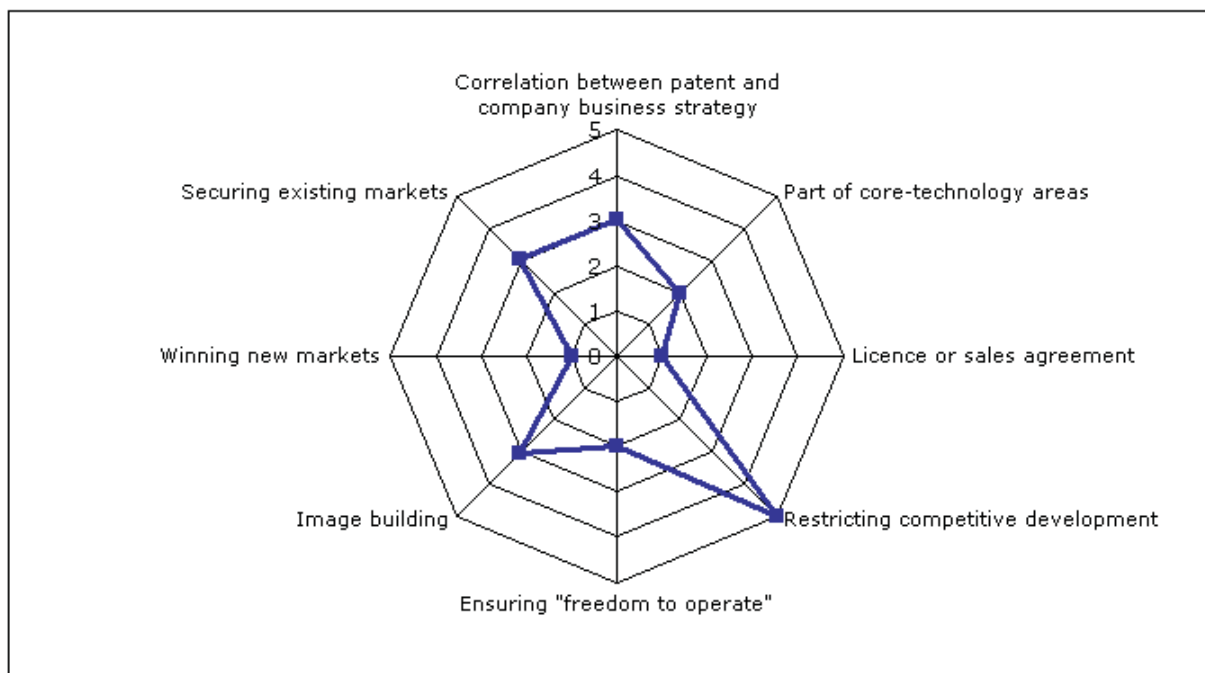 Correlation between patent and
company business strategy
5
4
Securing existing markets
Part of core-technology areas
3
2
1
Winning new markets
0
Licence or sales agreement
Image building
Restricting competitive development
Ensuring "freedom to operate"